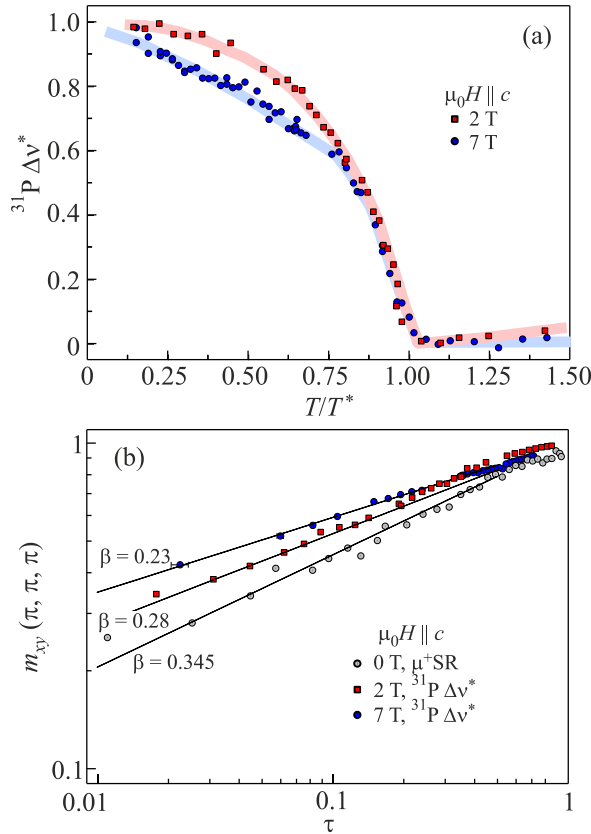 (a)
μ₀H || c
2 T
7 T
³¹P Δν*
1.0
0.8
0.6
0.4
0.2
0
0
0.25
0.50
0.75
1.00
1.25
1.50
T/T*
(b)
1
β = 0.23
β = 0.28
β = 0.345
m_xy (π, π, π)
μ₀H || c
0 T, μ⁺SR
2 T, ³¹P Δν*
7 T, ³¹P Δν*
0.1
0.01
0.1
1
τ